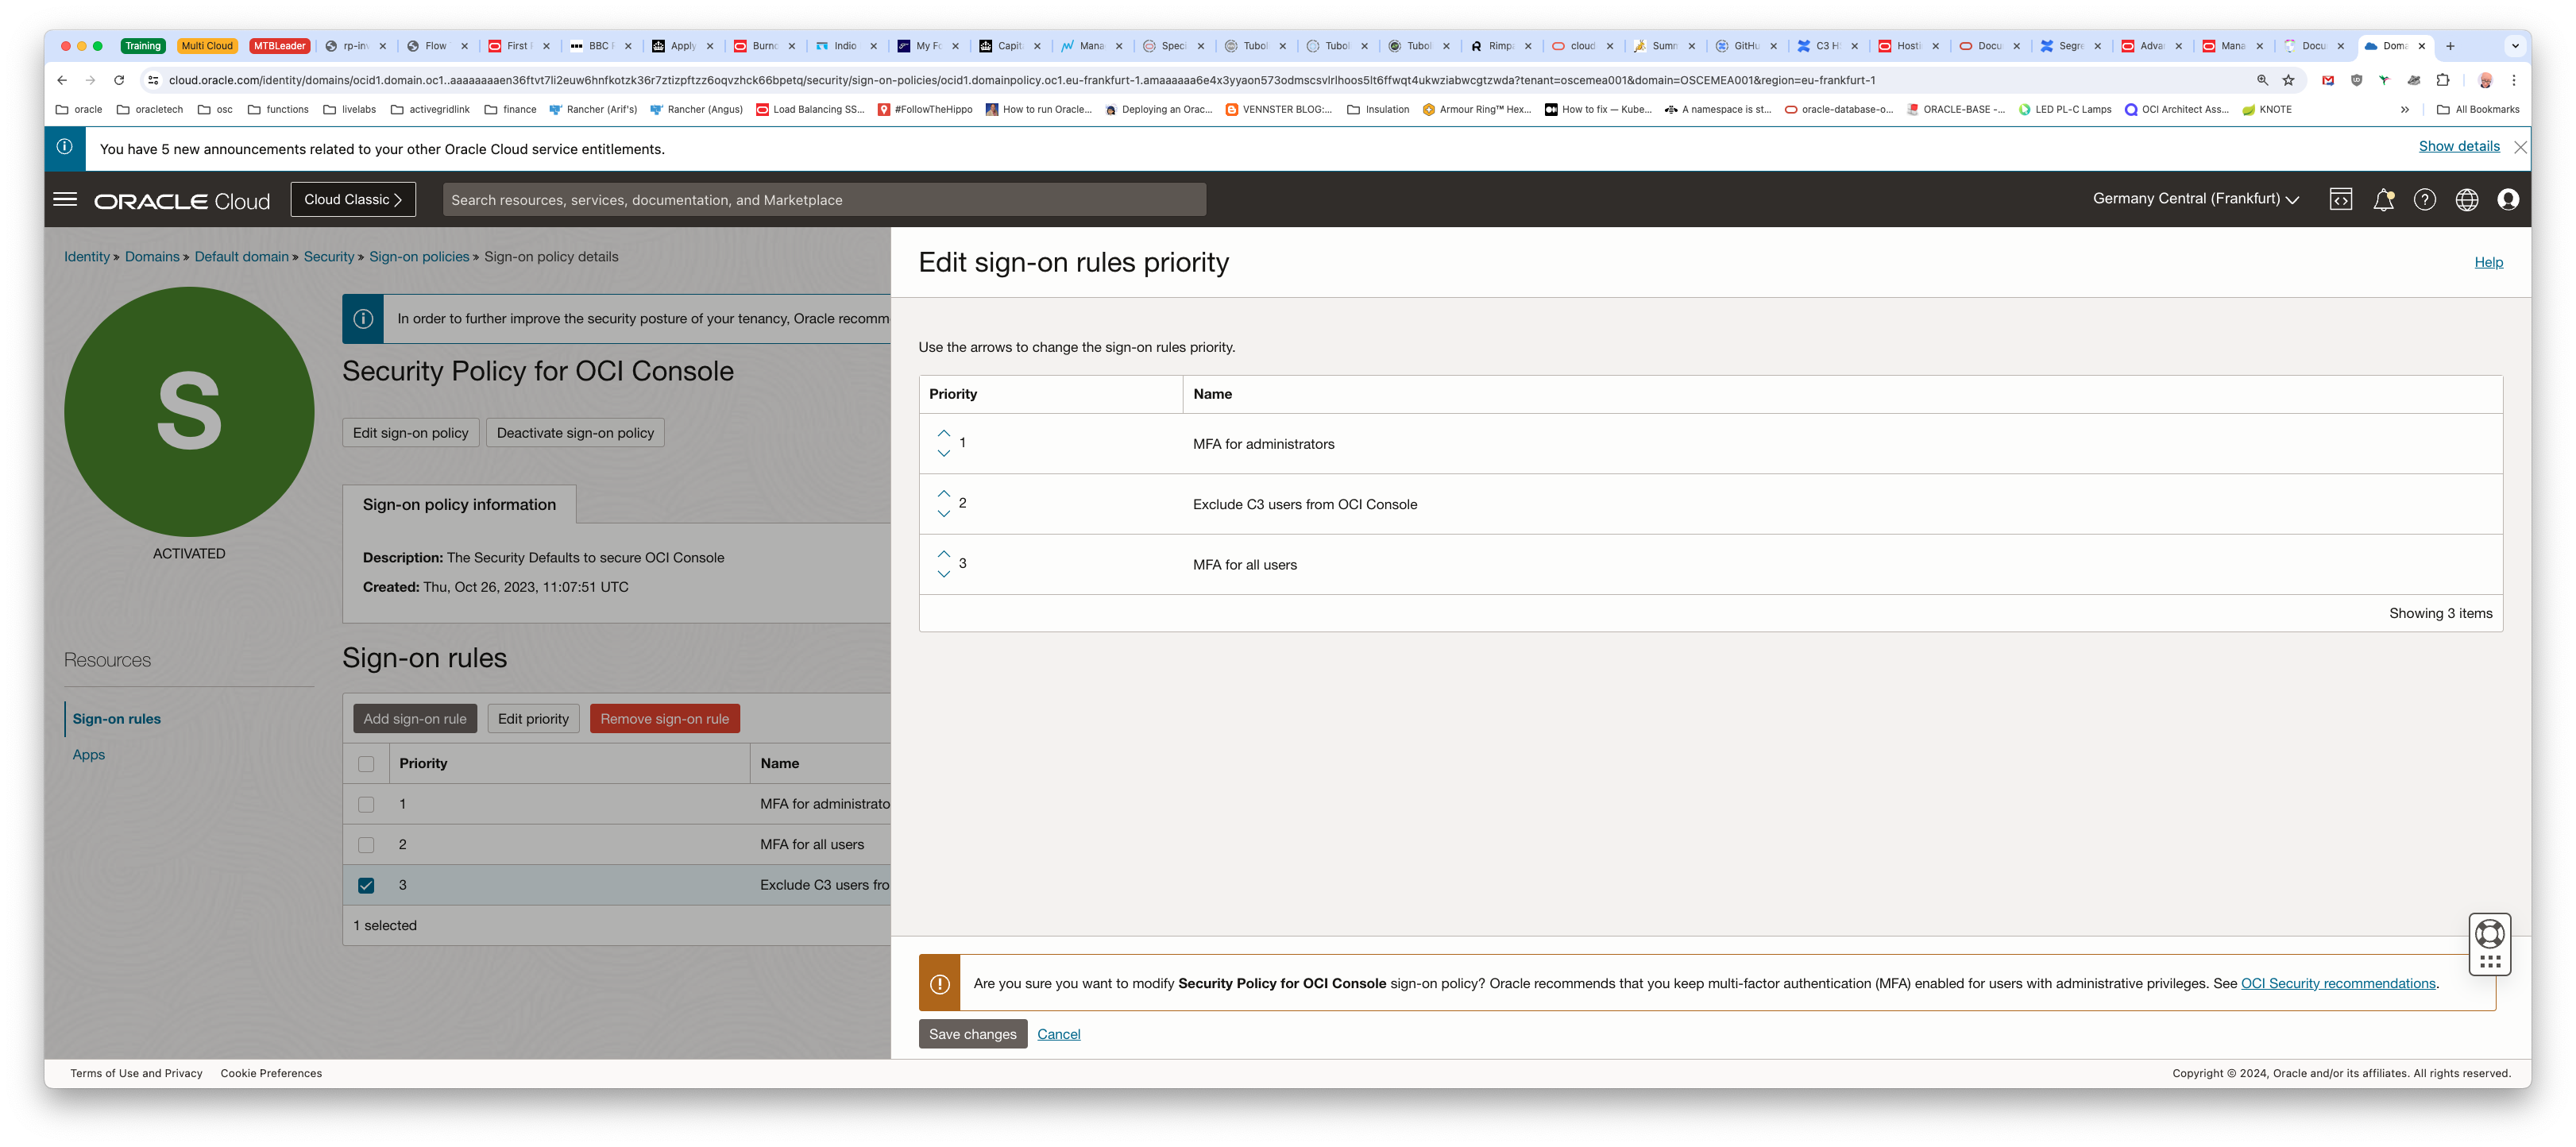 Training Multi Cloud MTBLeader rp-inv Flow First BBC F Apply Burnc Indio My Fo Capit Mana Speci Tubol Tubol Tubol Rimp cloud Sumn GitHu C3 H Hosti Docu Segre Adva Mana Docu Doma
cloud.oracle.com/identity/domains/ocid1.domain.oc1..aaaaaaaaen36ftvt7li2euw6hnfkotzk36r7ztizpftzz6oqvzhck66bpetq/security/sign-on-policies/ocid1.domainpolicy.oc1.eu-frankfurt-1.amaaaaaa6e4x3yyaon573odmscsvlrlhoos5lt6ffwqt4ukwziabwcgtzwda?tenant=oscemea001&domain=OSCEMEA001&region=eu-frankfurt-1
oracle oracletech osc functions livelabs activegridlink finance Rancher (Arif's) Rancher (Angus) Load Balancing SS... #FollowTheHippo How to run Oracle... Deploying an Orac... VENNSTER BLOG:... Insulation Armour Ring™ Hex... How to fix — Kube... A namespace is st... oracle-database-o... ORACLE-BASE -... LED PL-C Lamps OCI Architect Ass... KNOTE » All Bookmarks
You have 5 new announcements related to your other Oracle Cloud service entitlements. Show details
ORACLE Cloud Cloud Classic Search resources, services, documentation, and Marketplace Germany Central (Frankfurt)
Identity » Domains » Default domain » Security » Sign-on policies » Sign-on policy details
S
ACTIVATED
In order to further improve the security posture of your tenancy, Oracle recomm
Security Policy for OCI Console
Edit sign-on policy Deactivate sign-on policy
Sign-on policy information
Description: The Security Defaults to secure OCI Console
Created: Thu, Oct 26, 2023, 11:07:51 UTC
Resources
Sign-on rules
Apps
Sign-on rules
Add sign-on rule Edit priority Remove sign-on rule
Priority Name
1 MFA for administrato
2 MFA for all users
3 Exclude C3 users fro
1 selected
Edit sign-on rules priority Help
Use the arrows to change the sign-on rules priority.
Priority Name
1 MFA for administrators
2 Exclude C3 users from OCI Console
3 MFA for all users
Showing 3 items
Are you sure you want to modify Security Policy for OCI Console sign-on policy? Oracle recommends that you keep multi-factor authentication (MFA) enabled for users with administrative privileges. See OCI Security recommendations.
Save changes Cancel
Terms of Use and Privacy Cookie Preferences Copyright © 2024, Oracle and/or its affiliates. All rights reserved.